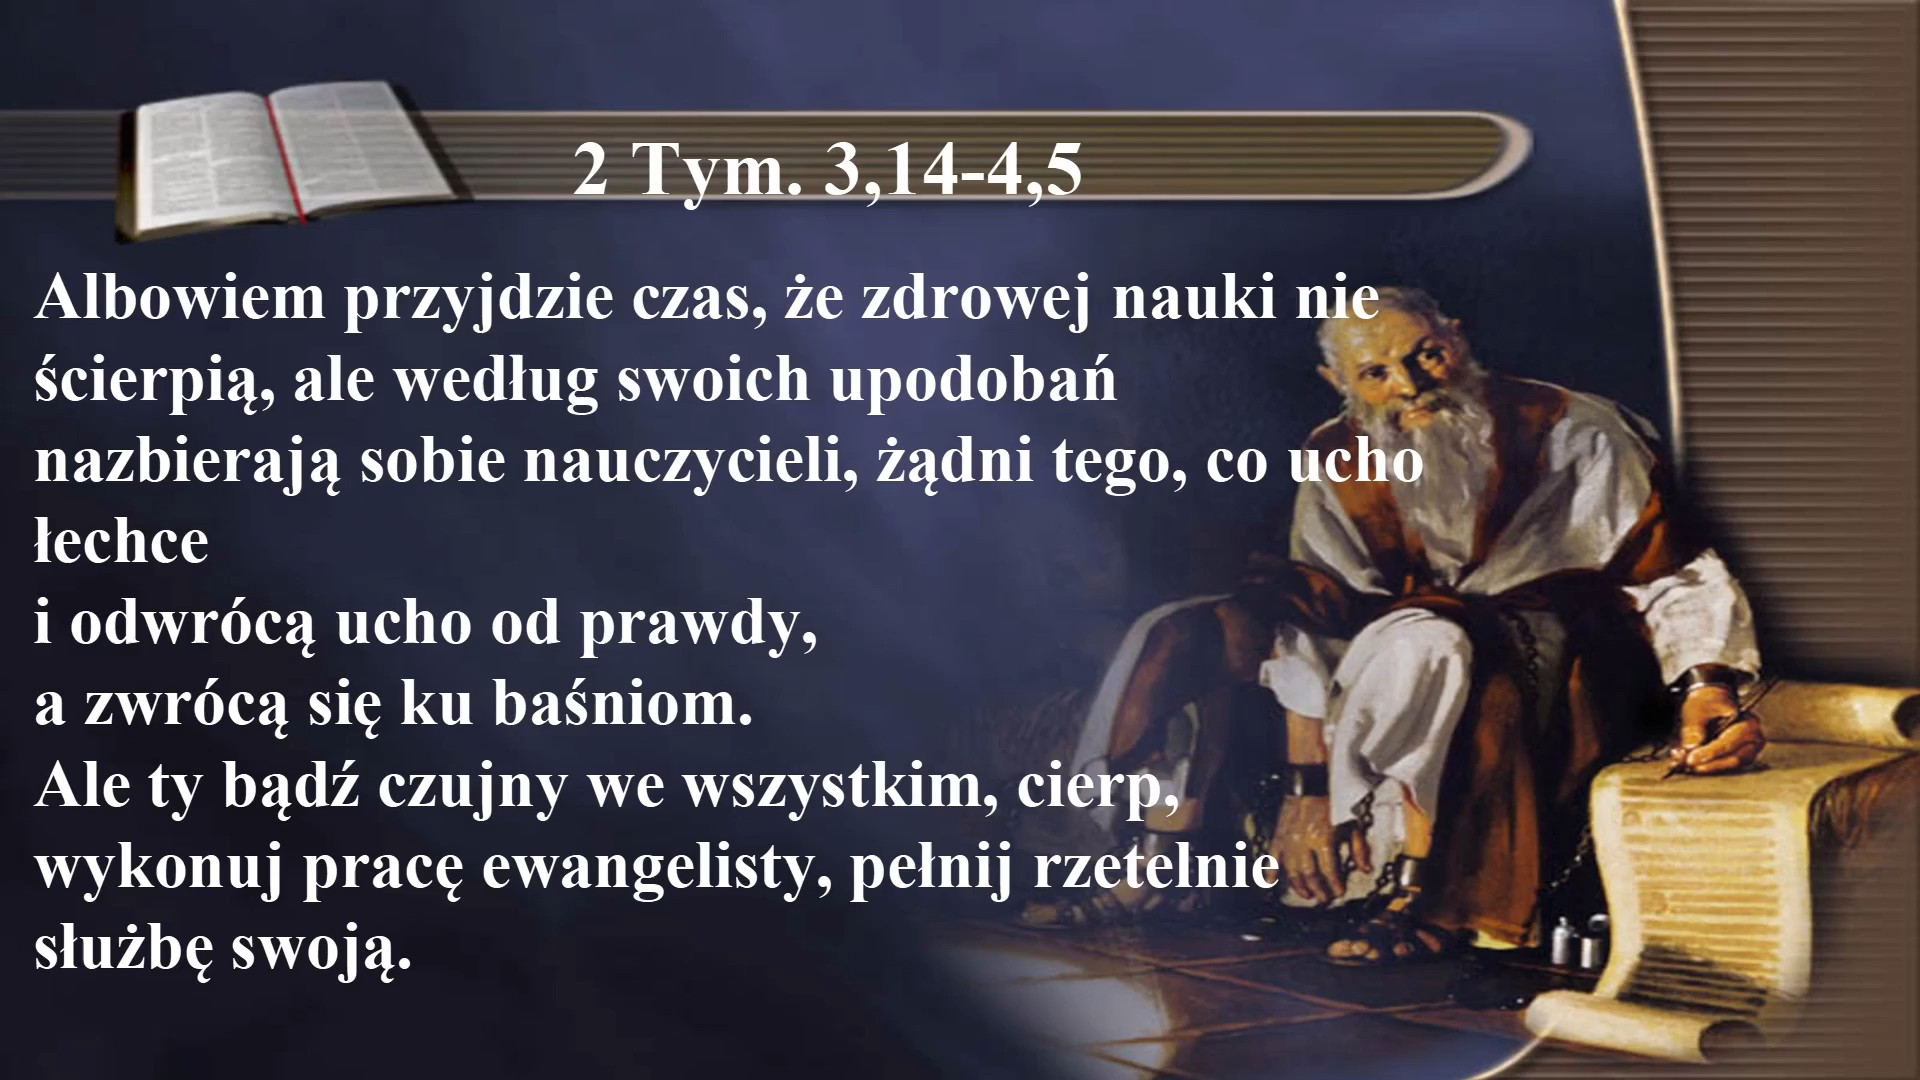 2 Tym. 3,14-4,5
Albowiem przyjdzie czas, że zdrowej nauki nie
ścierpią, ale według swoich upodobań
nazbierają sobie nauczycieli, żądni tego, co ucho
łechce
i odwrócą ucho od prawdy,
a zwrócą się ku baśniom.
Ale ty bądź czujny we wszystkim, cierp,
wykonuj pracę ewangelisty, pełnij rzetelnie
służbę swoją.